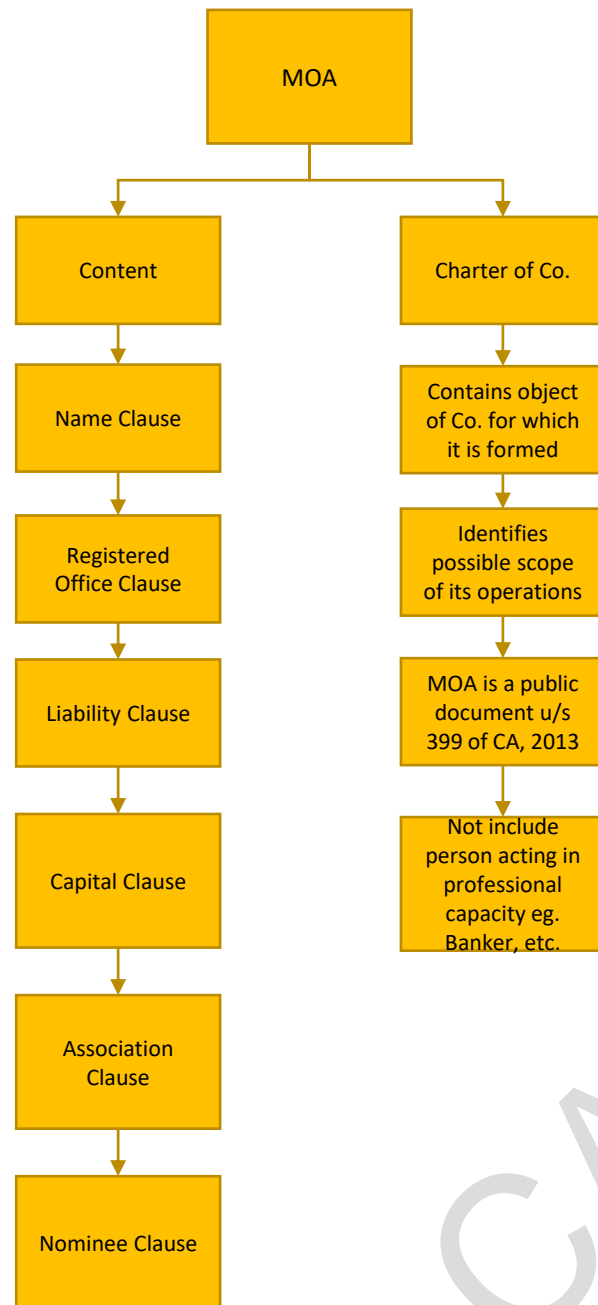 MOA
Content
Name Clause
Registered
Office Clause
Liability Clause
Capital Clause
Association
Clause
Nominee Clause
Charter of Co.
Contains object
of Co. for which
it is formed
Identifies
possible scope
of its operations
MOA is a public
document u/s
399 of CA, 2013
Not include
person acting in
professional
capacity eg.
Banker, etc.
CA